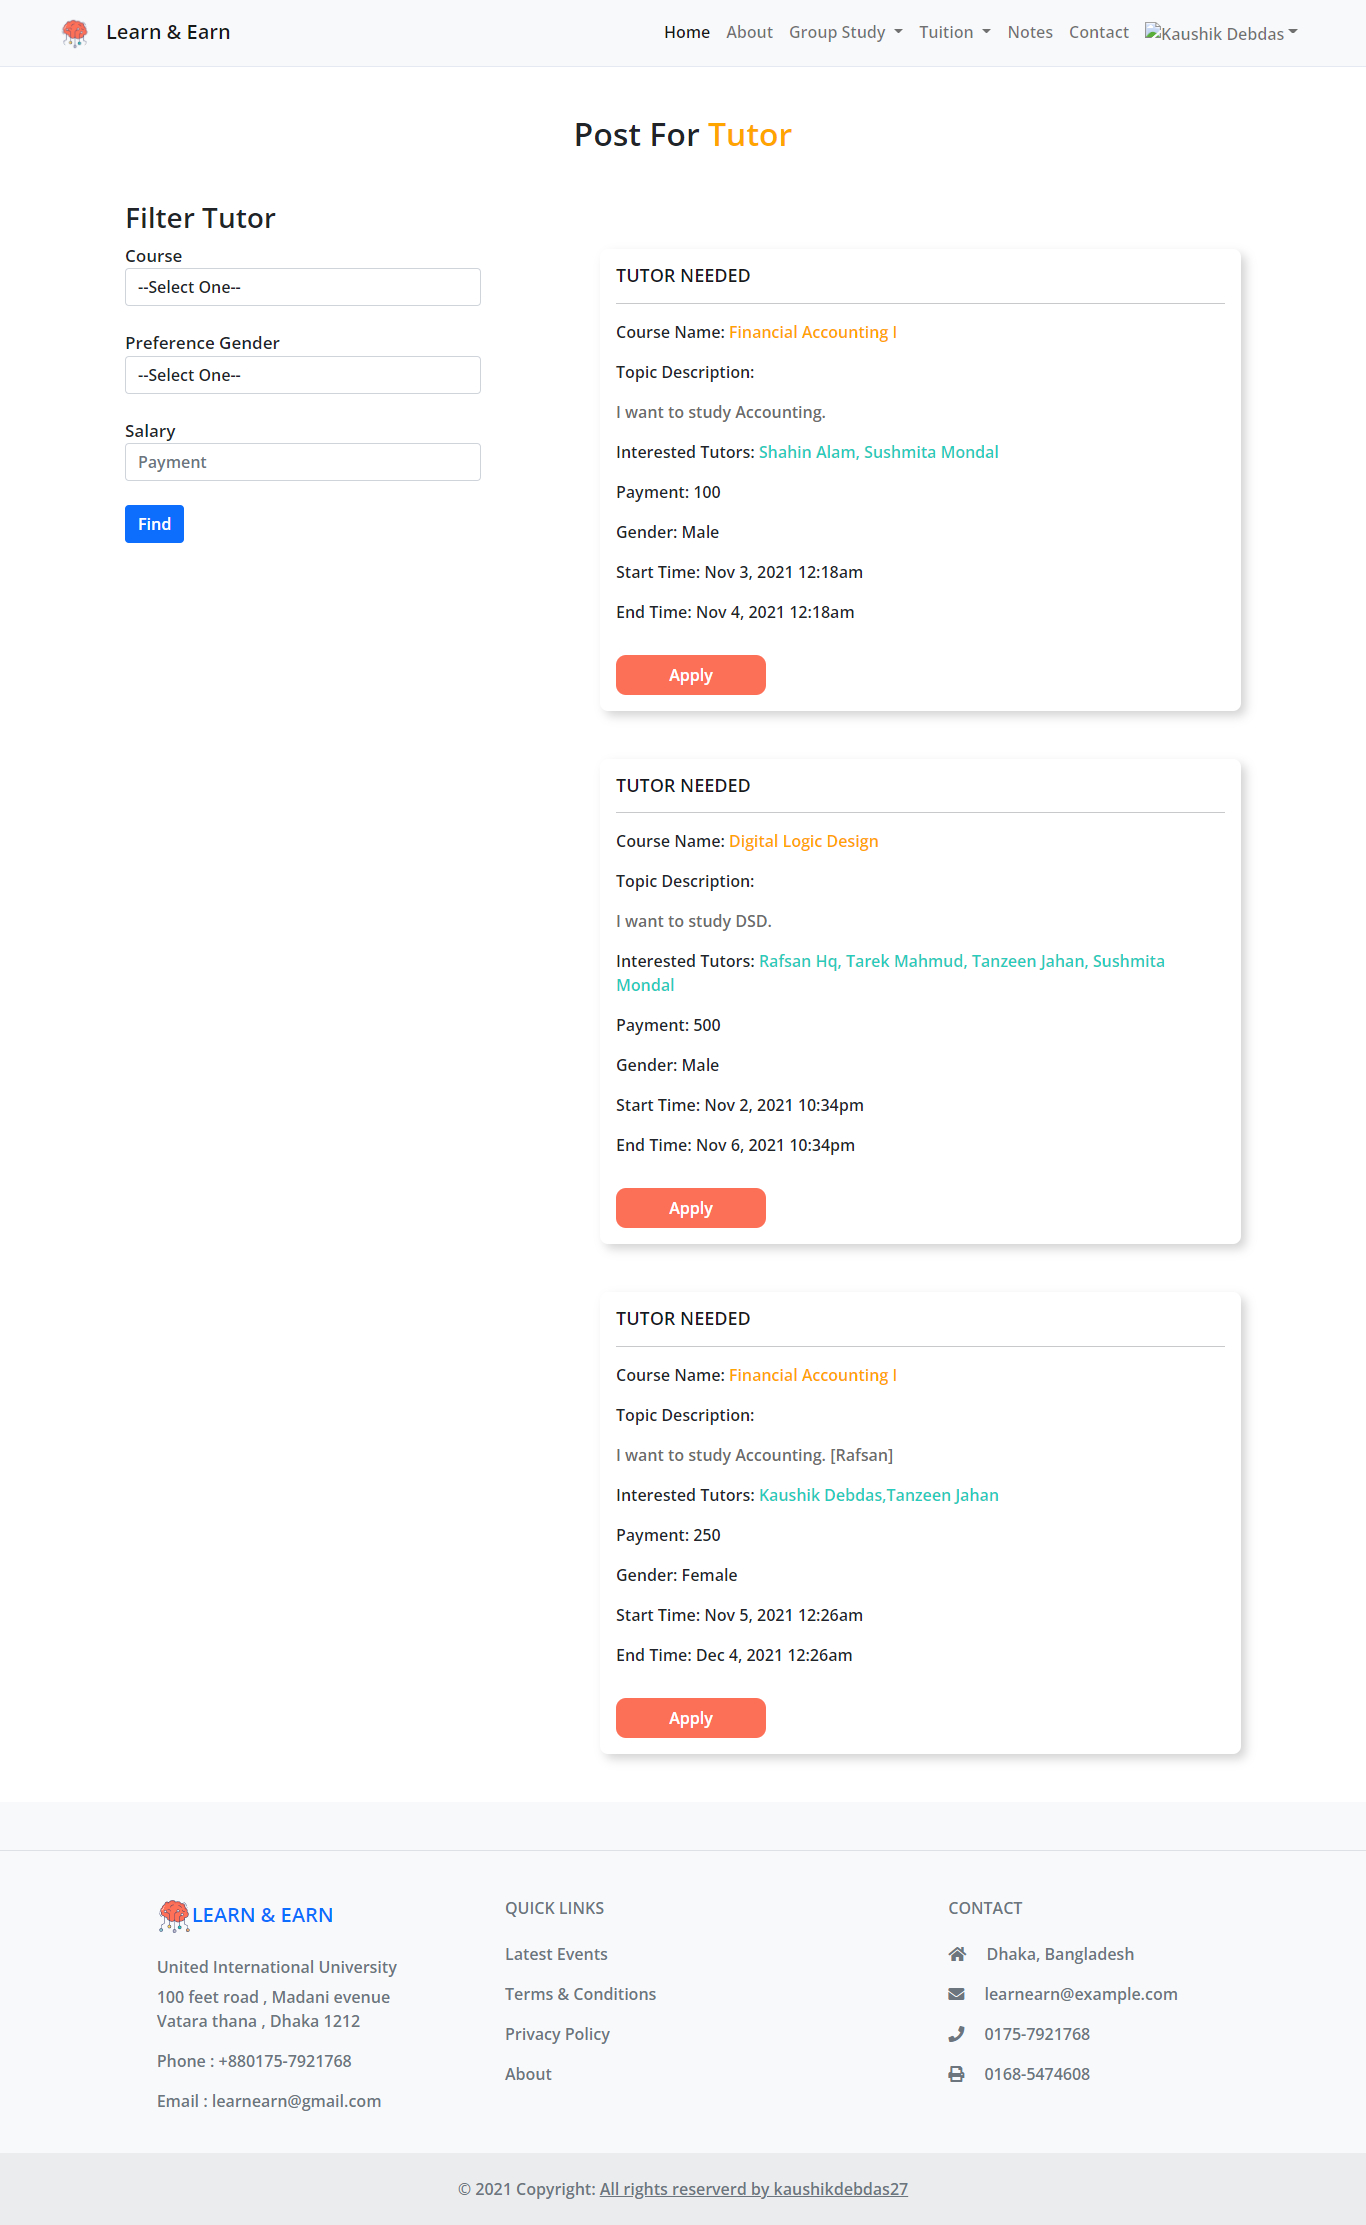 Learn & Earn
Home About Group Study Tuition Notes Contact Kaushik Debdas
Post For Tutor
Filter Tutor
Course
--Select One--
Preference Gender
--Select One--
Salary
Payment
Find
TUTOR NEEDED
Course Name: Financial Accounting I
Topic Description:
I want to study Accounting.
Interested Tutors: Shahin Alam, Sushmita Mondal
Payment: 100
Gender: Male
Start Time: Nov 3, 2021 12:18am
End Time: Nov 4, 2021 12:18am
Apply
TUTOR NEEDED
Course Name: Digital Logic Design
Topic Description:
I want to study DSD.
Interested Tutors: Rafsan Hq, Tarek Mahmud, Tanzeen Jahan, Sushmita
Mondal
Payment: 500
Gender: Male
Start Time: Nov 2, 2021 10:34pm
End Time: Nov 6, 2021 10:34pm
Apply
TUTOR NEEDED
Course Name: Financial Accounting I
Topic Description:
I want to study Accounting. [Rafsan]
Interested Tutors: Kaushik Debdas,Tanzeen Jahan
Payment: 250
Gender: Female
Start Time: Nov 5, 2021 12:26am
End Time: Dec 4, 2021 12:26am
Apply
LEARN & EARN
United International University
100 feet road , Madani evenue
Vatara thana , Dhaka 1212
Phone : +880175-7921768
Email : learnearn@gmail.com
QUICK LINKS
Latest Events
Terms & Conditions
Privacy Policy
About
CONTACT
Dhaka, Bangladesh
learnearn@example.com
0175-7921768
0168-5474608
© 2021 Copyright: All rights reserverd by kaushikdebdas27